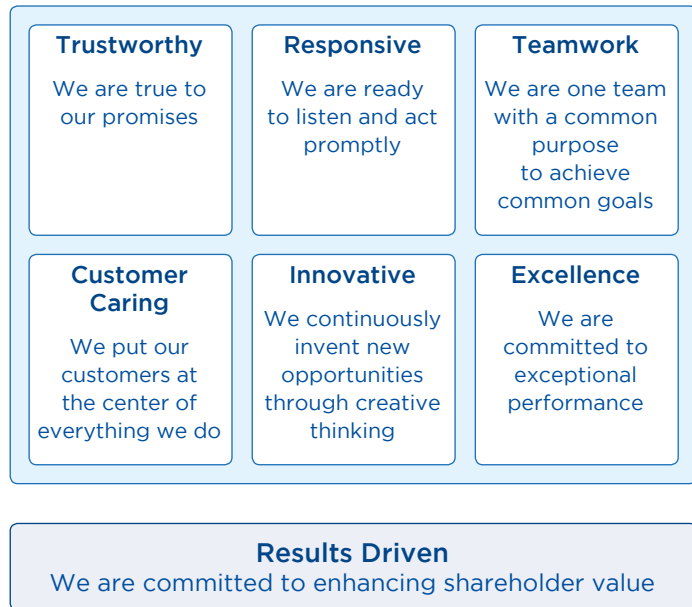 Trustworthy
We are true to
our promises
Responsive
We are ready
to listen and act
promptly
Teamwork
We are one team
with a common
purpose
to achieve
common goals
Customer
Caring
We put our
customers at
the center of
everything we do
Innovative
We continuously
invent new
opportunities
through creative
thinking
Excellence
We are
committed to
exceptional
performance
Results Driven
We are committed to enhancing shareholder value